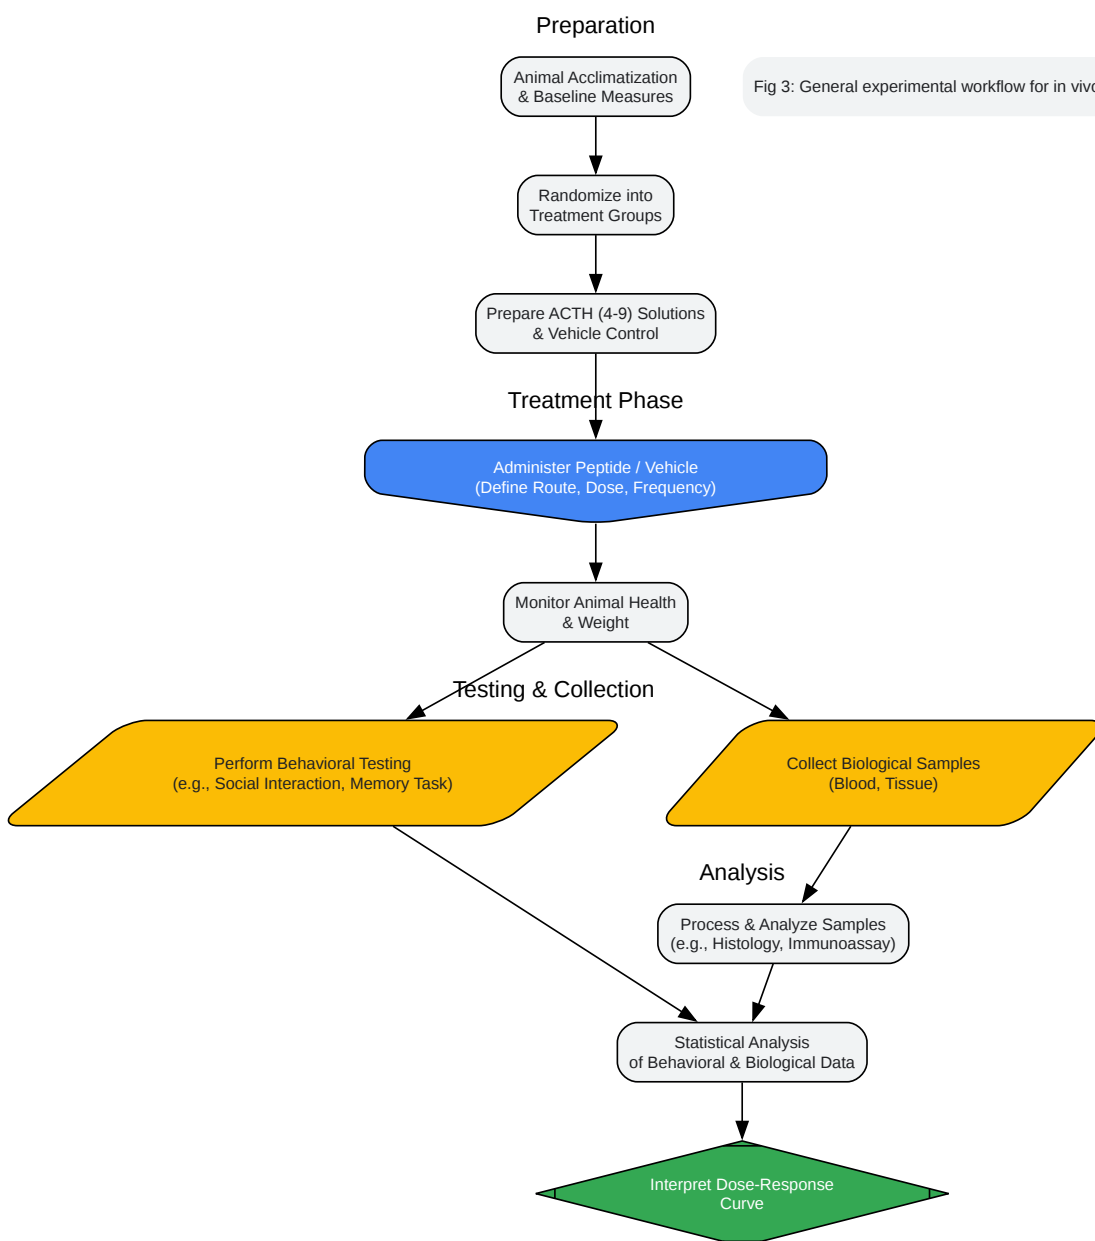 Preparation
Animal Acclimatization
& Baseline Measures
Fig 3: General experimental workflow for in vivo
Randomize into
Treatment Groups
Prepare ACTH (4-9) Solutions
& Vehicle Control
Treatment Phase
Administer Peptide / Vehicle
(Define Route, Dose, Frequency)
Monitor Animal Health
& Weight
Testing & Collection
Perform Behavioral Testing
(e.g., Social Interaction, Memory Task)
Collect Biological Samples
(Blood, Tissue)
Analysis
Process & Analyze Samples
(e.g., Histology, Immunoassay)
Statistical Analysis
of Behavioral & Biological Data
Interpret Dose-Response
Curve